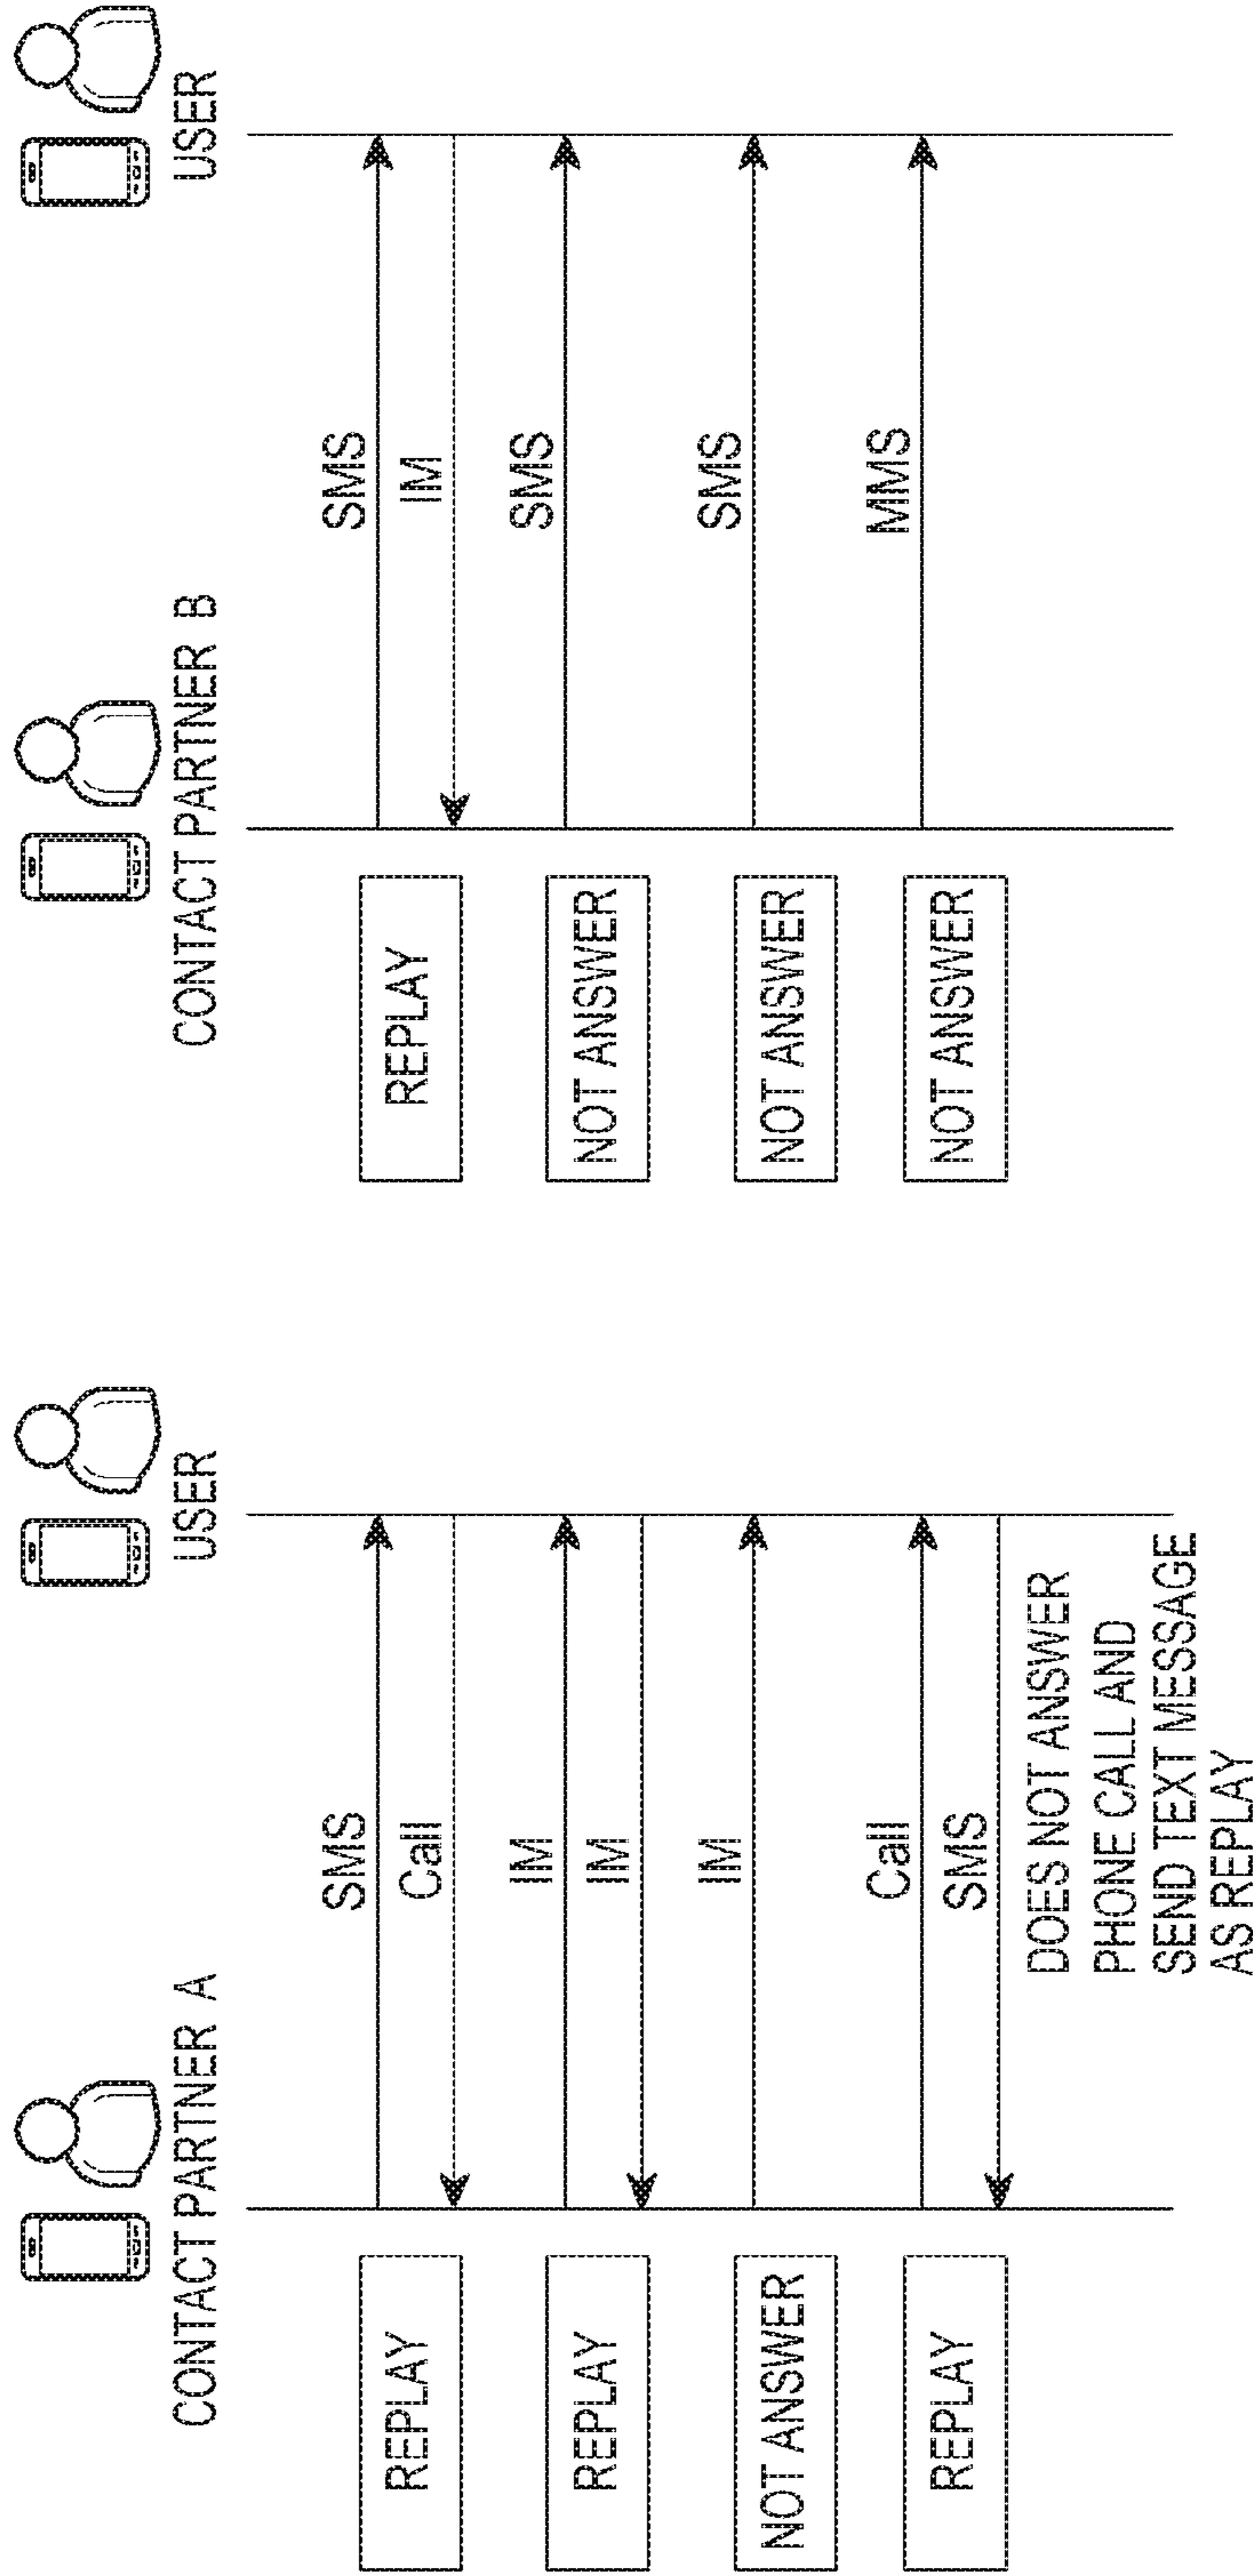 CONTACT PARTNER A
USER
REPLAY
SMS
Call
REPLAY
IM
IM
NOT ANSWER
IM
REPLAY
Call
SMS
DOES NOT ANSWER
PHONE CALL AND
SEND TEXT MESSAGE
AS REPLAY
CONTACT PARTNER B
USER
REPLAY
SMS
IM
NOT ANSWER
SMS
NOT ANSWER
SMS
NOT ANSWER
MMS